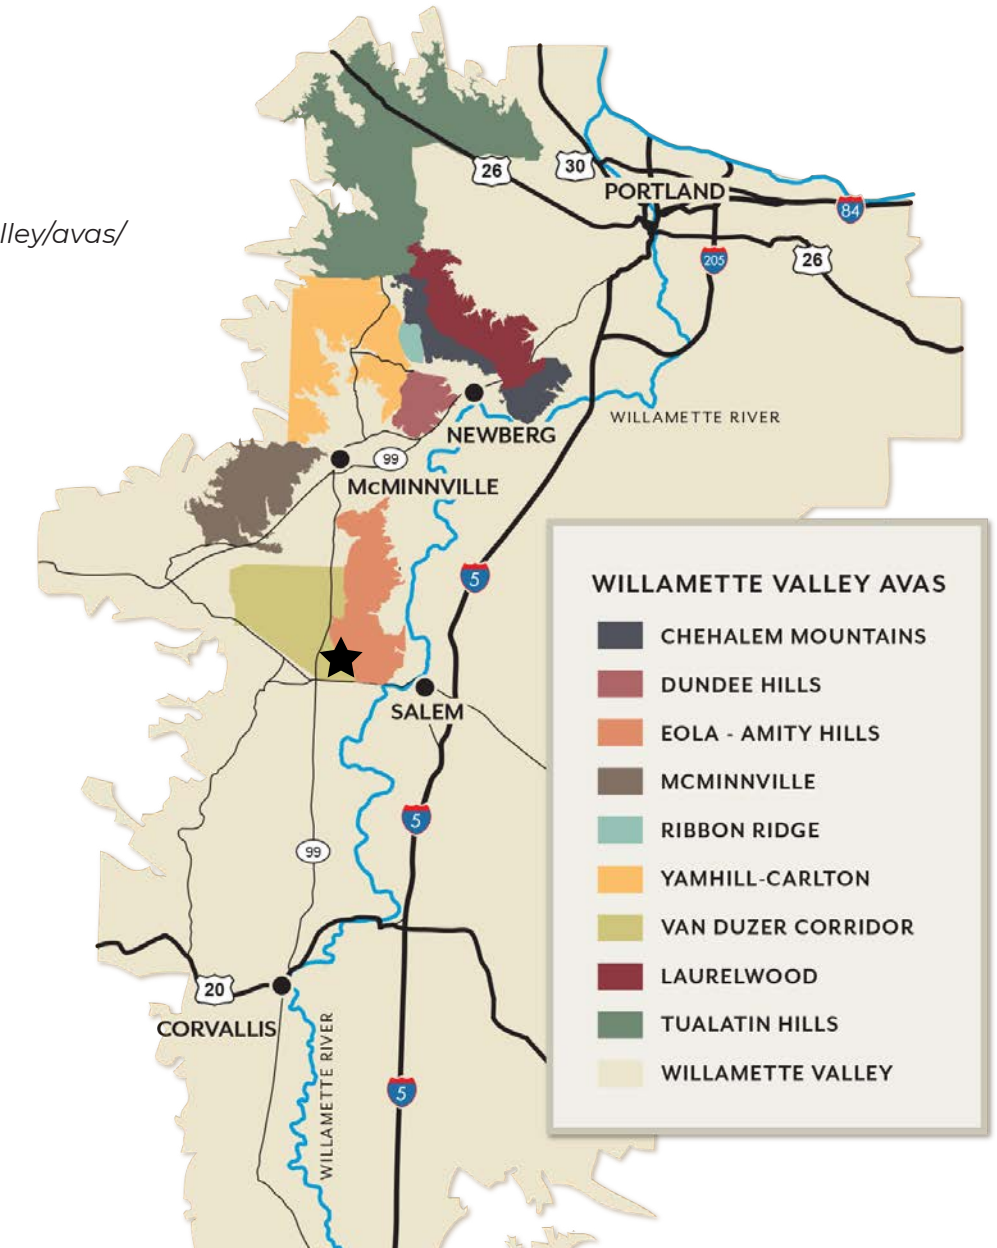 lley/avas/
26
30
PORTLAND
84
205
26
WILLAMETTE RIVER
NEWBERG
99
McMINNVILLE
5
SALEM
5
99
20
CORVALLIS
WILLAMETTE RIVER
5
WILLAMETTE VALLEY AVAS
CHEHALEM MOUNTAINS
DUNDEE HILLS
EOLA - AMITY HILLS
MCMINNVILLE
RIBBON RIDGE
YAMHILL-CARLTON
VAN DUZER CORRIDOR
LAURELWOOD
TUALATIN HILLS
WILLAMETTE VALLEY